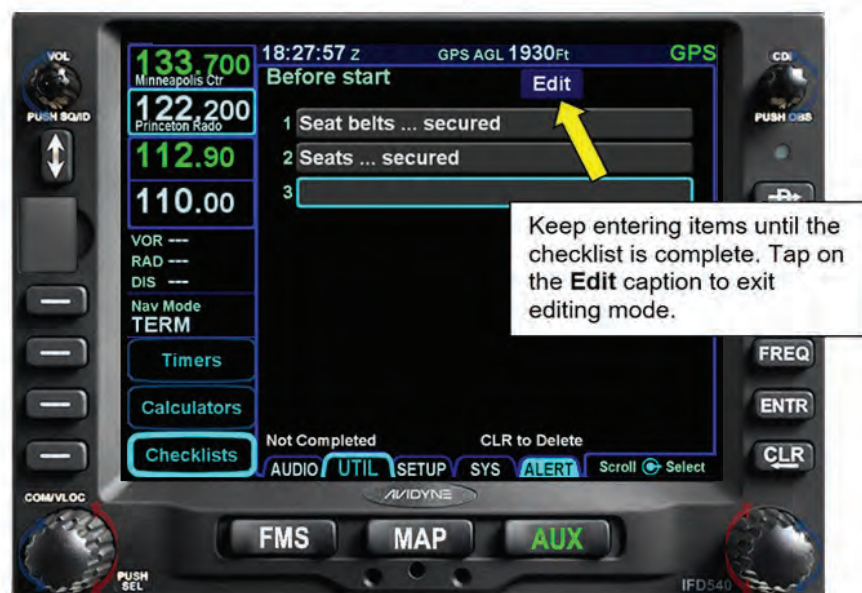 VOL
PUSH SQ/ID
133.700
Minneapolis Ctr
122.200
Princeton Rado
112.90
110.00
VOR ---
RAD ---
DIS ---
Nav Mode
TERM
Timers
Calculators
Checklists
18:27:57 Z GPS AGL 1930Ft GPS
Before start
Edit
1 Seat belts ... secured
2 Seats ... secured
3
Keep entering items until the
checklist is complete. Tap on
the Edit caption to exit
editing mode.
Not Completed CLR to Delete
AUDIO UTIL SETUP SYS ALERT Scroll Select
CDI
PUSH OBS
D
FREQ
ENTR
CLR
COM/VLOC
PUSH
SEL
AVIDYNE
FMS MAP AUX
IFD540